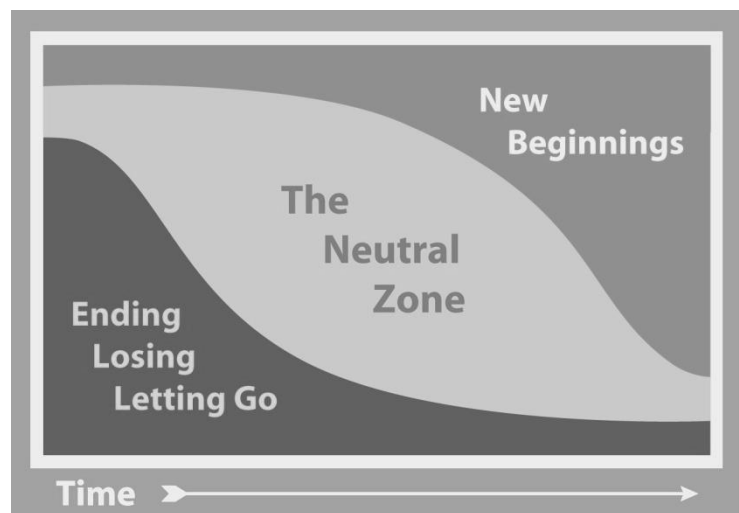 New
Beginnings
The
Neutral
Zone
Ending
Losing
Letting Go
Time